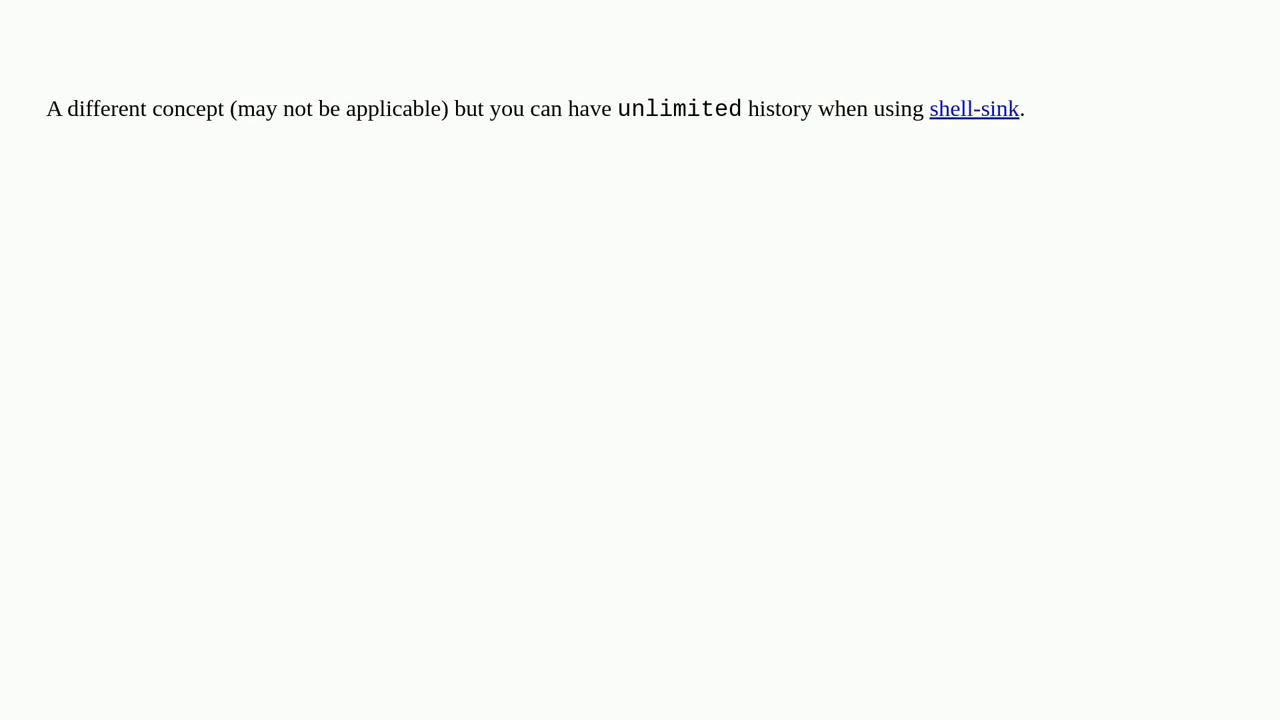 A different concept (may not be applicable) but you can have unlimited history when using shell-sink.